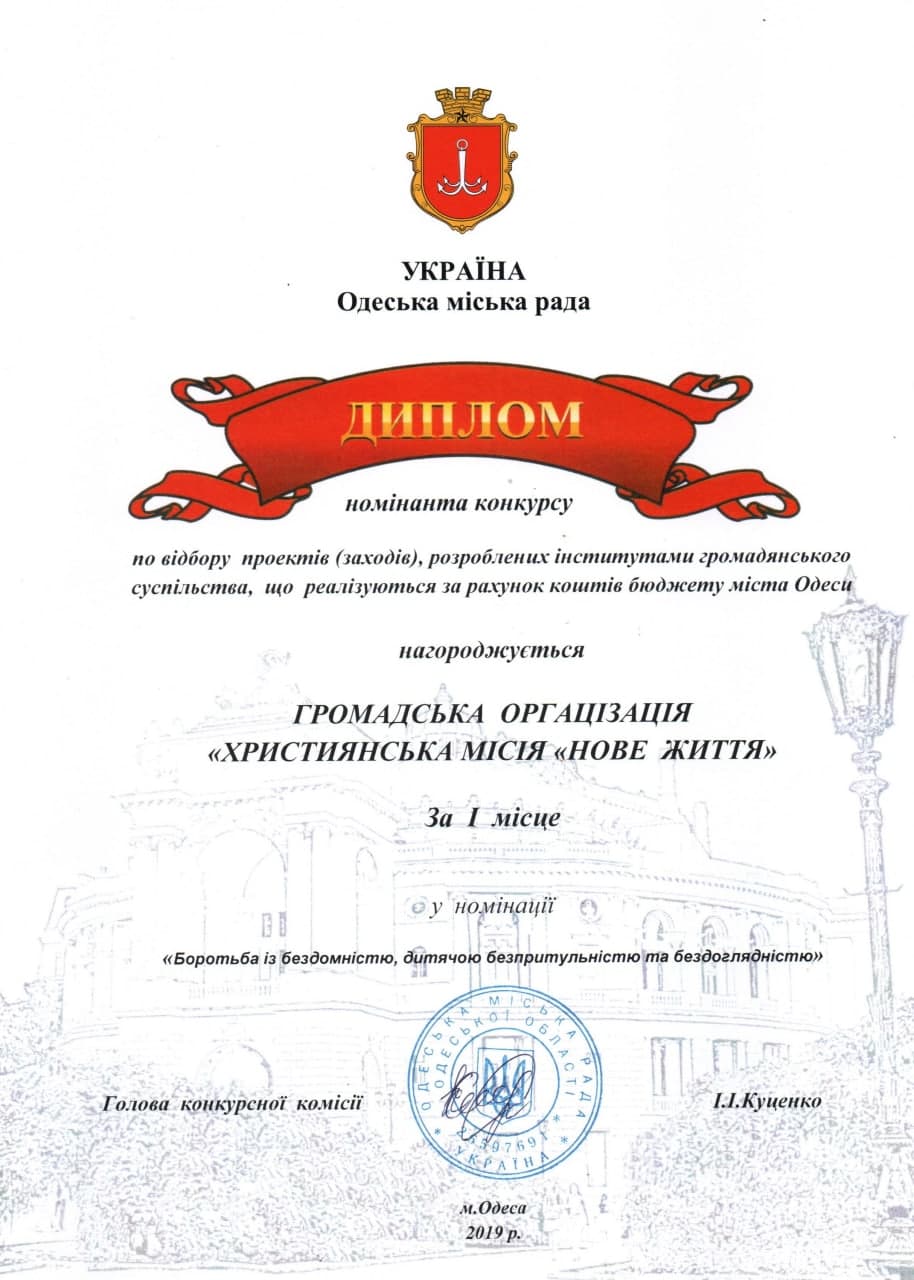 УКРАЇНА
Одеська міська рада
ДИПЛОМ
номінанта конкурсу
по відбору проектів (заходів), розроблених інститутами громадянського
суспільства, що реалізуються за рахунок коштів бюджету міста Одеси
нагороджується
ГРОМАДСЬКА ОРГАЦІЗАЦІЯ
«ХРИСТИЯНСЬКА МІСІЯ «НОВЕ ЖИТТЯ»
За І місце
у номінації
«Боротьба із бездомністю, дитячою безпритульністю та бездоглядністю»
ОДЕСЬКА МІСЬКА РАДА
ОДЕСЬКОЇ ОБЛАСТІ
* УКРАЇНА *
Голова конкурсної комісії
І.І.Куценко
м.Одеса
2019 р.